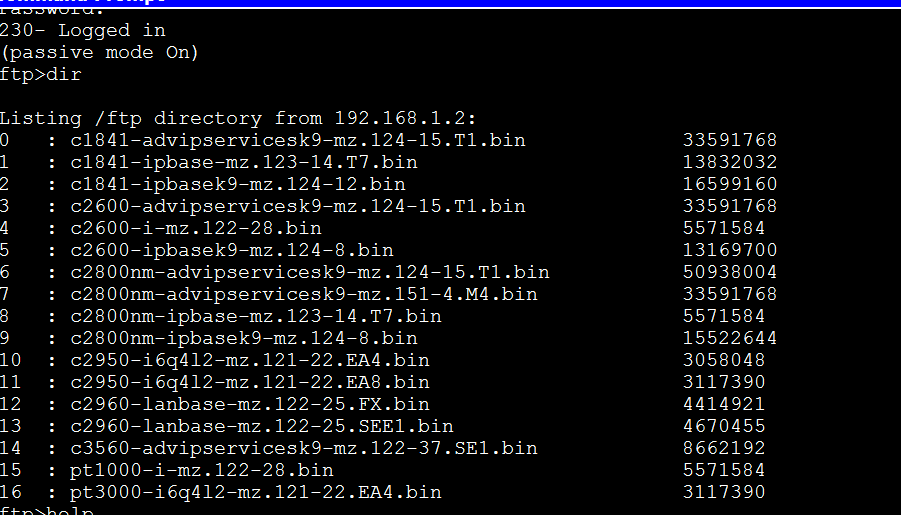 230- Logged in
(passive mode On)
ftp>dir
Listing /ftp directory from 192.168.1.2:
0   : c1841-advipservicesk9-mz.124-15.T1.bin             33591768
1   : c1841-ipbase-mz.123-14.T7.bin                      13832032
2   : c1841-ipbasek9-mz.124-12.bin                       16599160
3   : c2600-advipservicesk9-mz.124-15.T1.bin             33591768
4   : c2600-i-mz.122-28.bin                              5571584
5   : c2600-ipbasek9-mz.124-8.bin                        13169700
6   : c2800nm-advipservicesk9-mz.124-15.T1.bin           50938004
7   : c2800nm-advipservicesk9-mz.151-4.M4.bin            33591768
8   : c2800nm-ipbase-mz.123-14.T7.bin                    5571584
9   : c2800nm-ipbasek9-mz.124-8.bin                      15522644
10  : c2950-i6q4l2-mz.121-22.EA4.bin                     3058048
11  : c2950-i6q4l2-mz.121-22.EA8.bin                     3117390
12  : c2960-lanbase-mz.122-25.FX.bin                     4414921
13  : c2960-lanbase-mz.122-25.SEE1.bin                   4670455
14  : c3560-advipservicesk9-mz.122-37.SE1.bin            8662192
15  : pt1000-i-mz.122-28.bin                             5571584
16  : pt3000-i6q4l2-mz.121-22.EA4.bin                    3117390
ftp>help